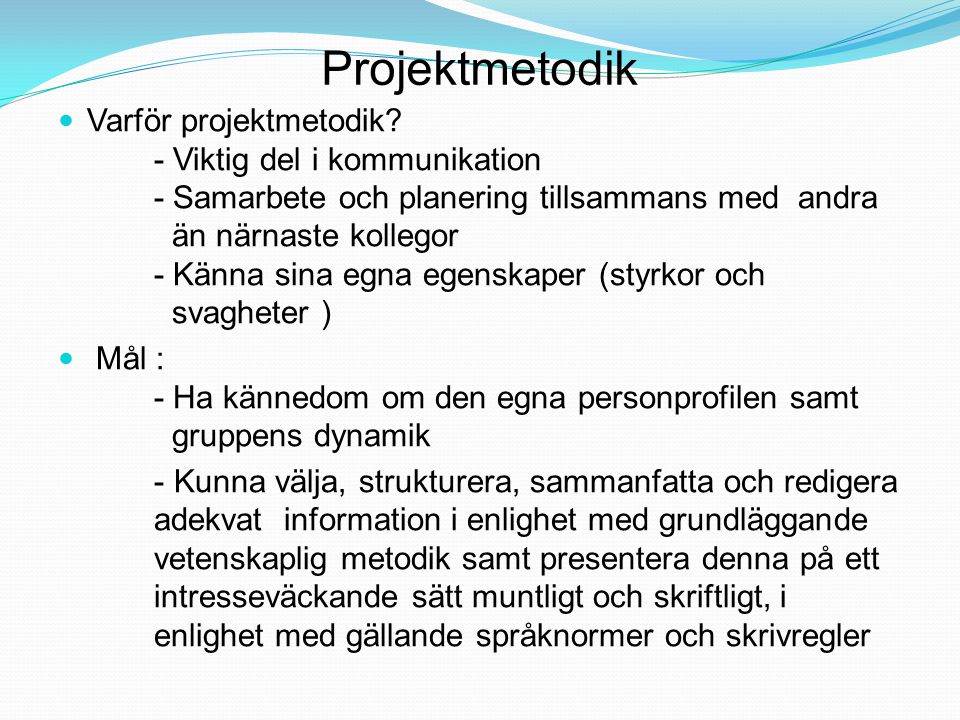 Projektmetodik
Varför projektmetodik?
- Viktig del i kommunikation
- Samarbete och planering tillsammans med andra
än närnaste kollegor
- Känna sina egna egenskaper (styrkor och
svagheter )
Mål :
- Ha kännedom om den egna personprofilen samt
gruppens dynamik
- Kunna välja, strukturera, sammanfatta och redigera
adekvat information i enlighet med grundläggande
vetenskaplig metodik samt presentera denna på ett
intresseväckande sätt muntligt och skriftligt, i
enlighet med gällande språknormer och skrivregler